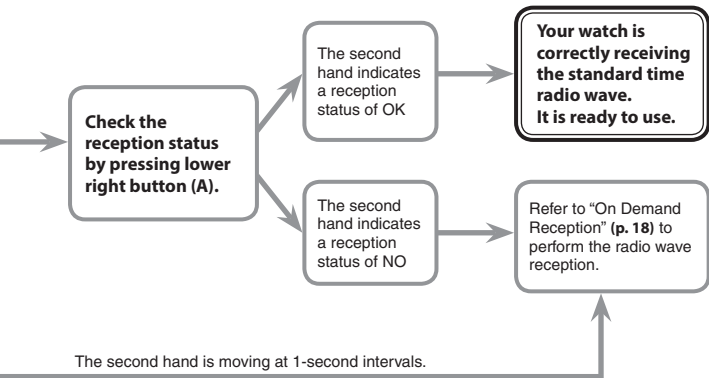 Check the
reception status
by pressing lower
right button (A).
The second
hand indicates
a reception
status of OK
Your watch is
correctly receiving
the standard time
radio wave.
It is ready to use.
The second
hand indicates
a reception
status of NO
Refer to “On Demand
Reception” (p. 18) to
perform the radio wave
reception.
The second hand is moving at 1-second intervals.